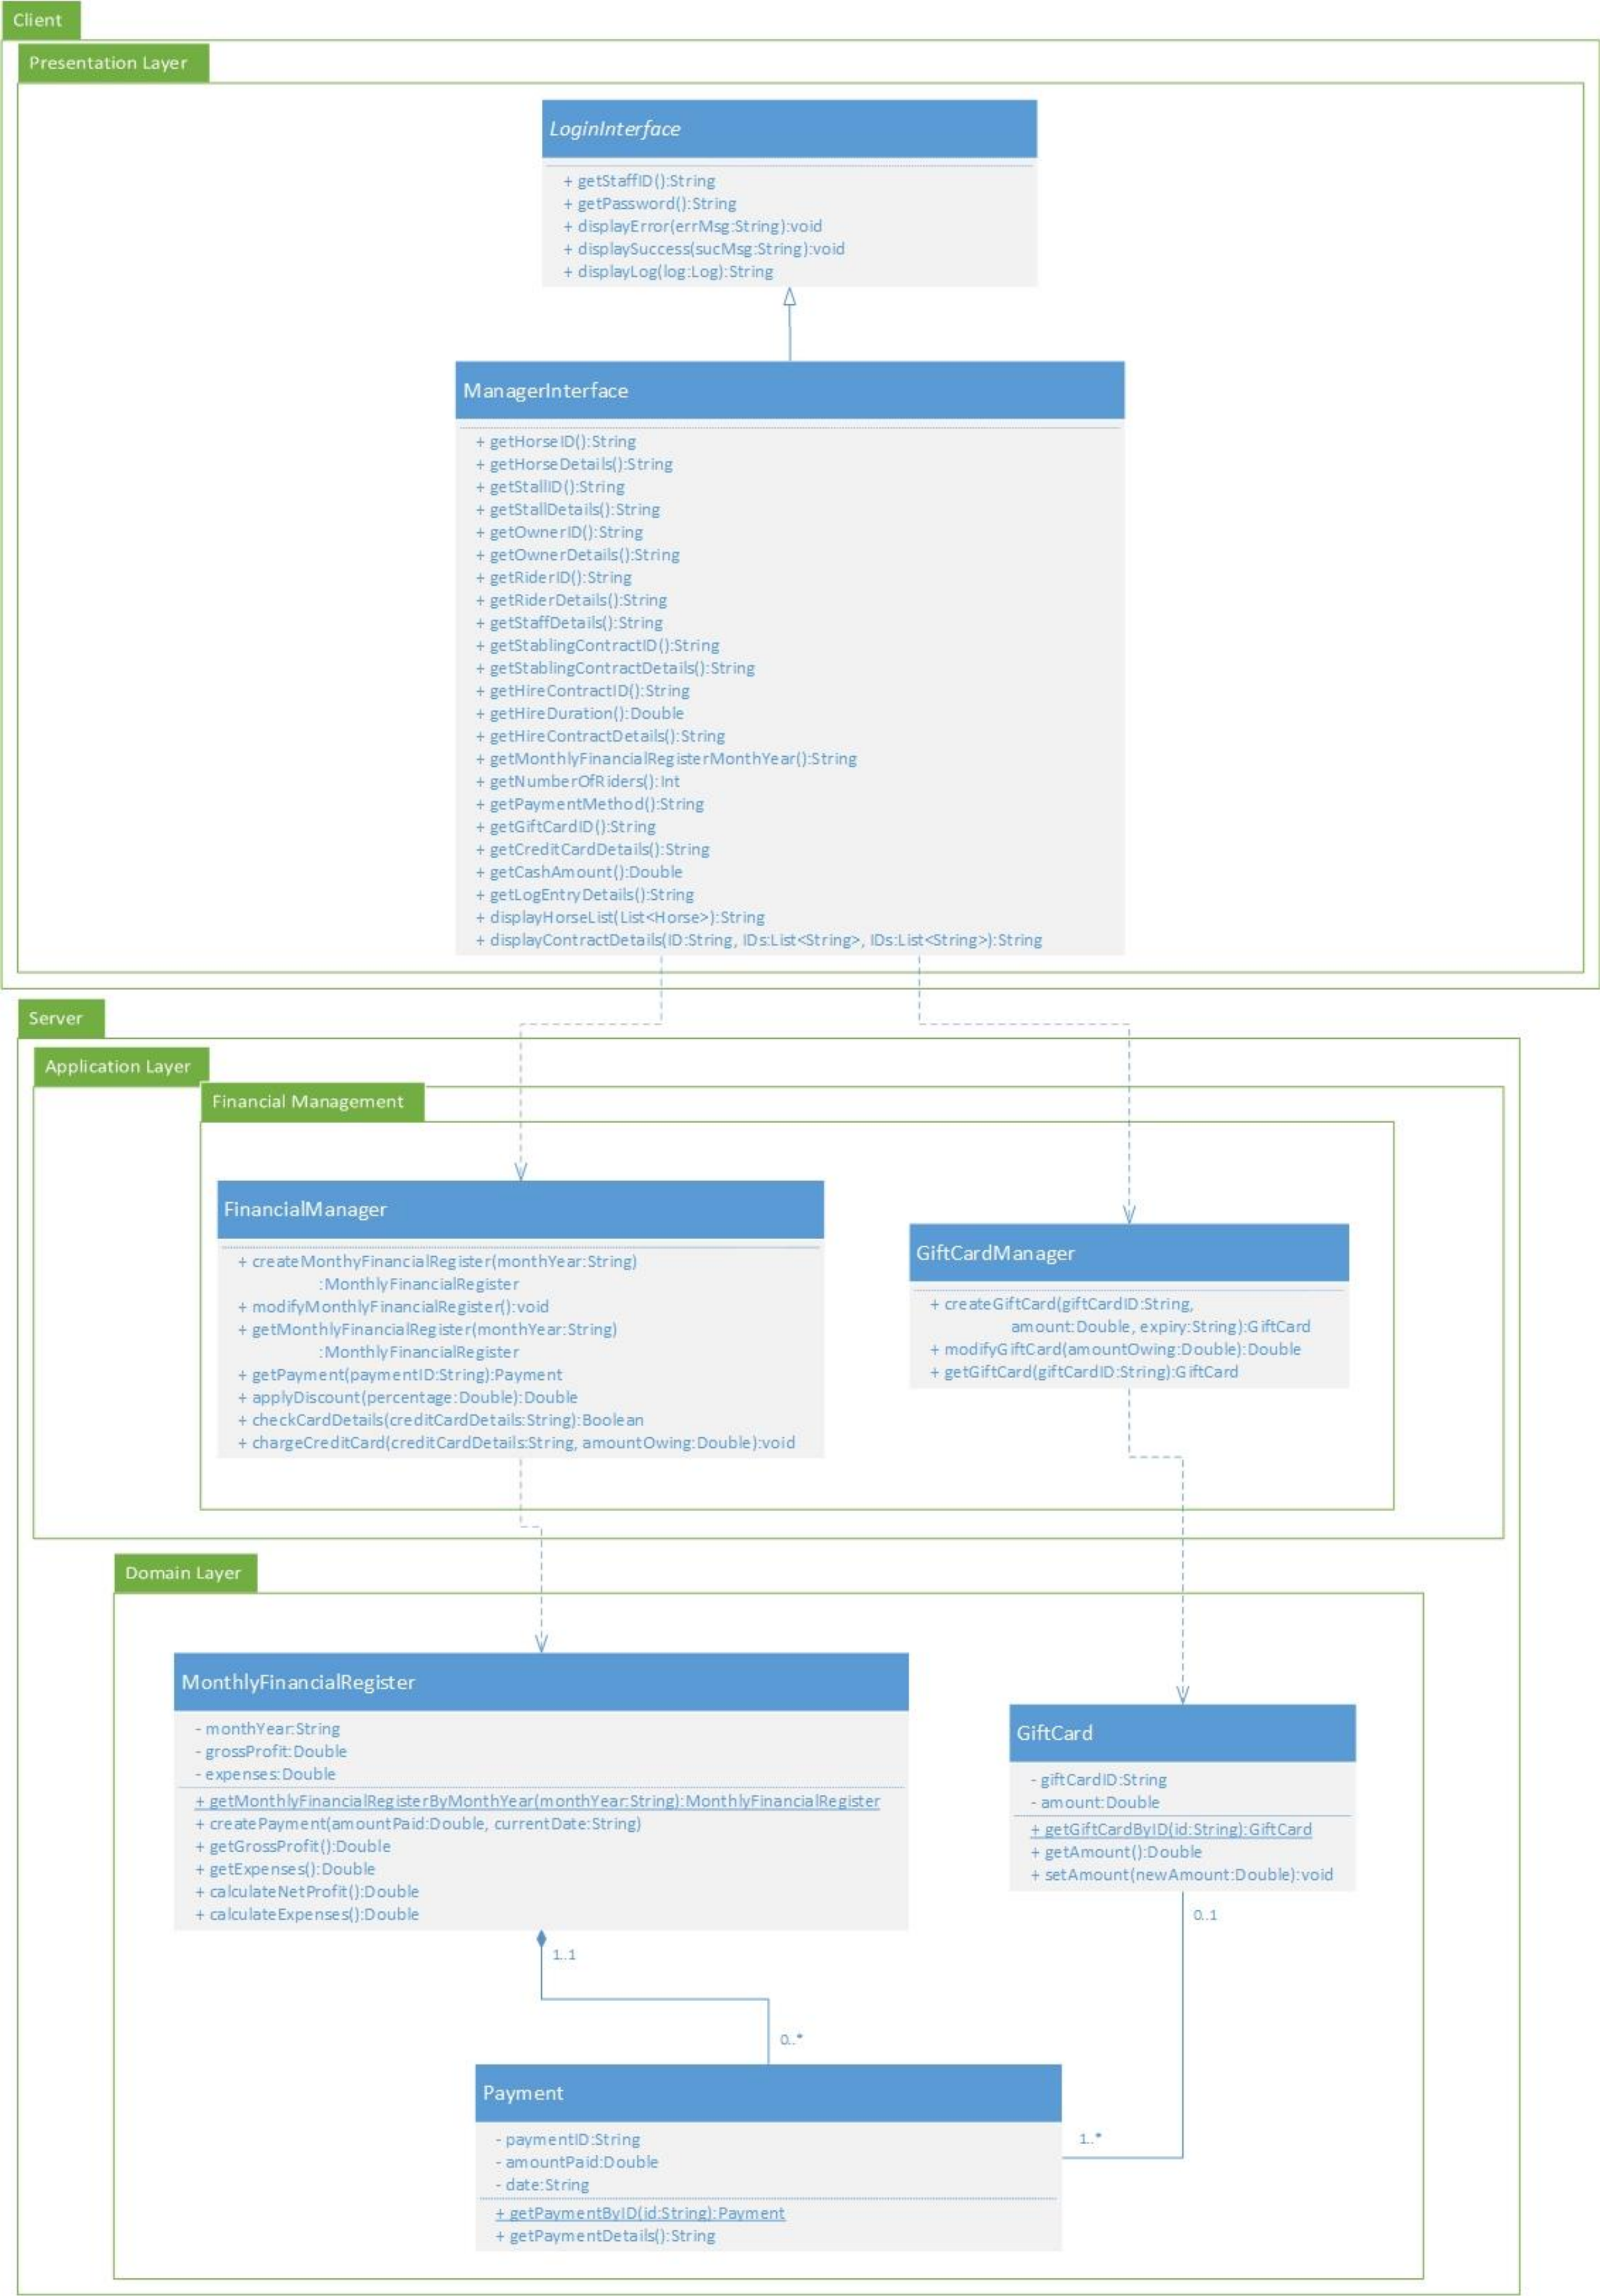 Client
Presentation Layer
LoginInterface
+ getStaffID():String
+ getPassword():String
+ displayError(errMsg:String):void
+ displaySuccess(sucMsg:String):void
+ displayLog(log:Log):String
ManagerInterface
+ getHorseID():String
+ getHorseDetails():String
+ getStallID():String
+ getStallDetails():String
+ getOwnerID():String
+ getOwnerDetails():String
+ getRiderID():String
+ getRiderDetails():String
+ getStaffDetails():String
+ getStablingContractID():String
+ getStablingContractDetails():String
+ getHireContractID():String
+ getHireDuration():Double
+ getHireContractDetails():String
+ getMonthlyFinancialRegisterMonthYear():String
+ getNumberOfRiders():Int
+ getPaymentMethod():String
+ getGiftCardID():String
+ getCreditCardDetails():String
+ getCashAmount():Double
+ getLogEntryDetails():String
+ displayHorseList(List<Horse>):String
+ displayContractDetails(ID:String, IDs:List<String>, IDs:List<String>):String
Server
Application Layer
Financial Management
FinancialManager
+ createMonthyFinancialRegister(monthYear:String)
:MonthlyFinancialRegister
+ modifyMonthlyFinancialRegister():void
+ getMonthlyFinancialRegister(monthYear:String)
:MonthlyFinancialRegister
+ getPayment(paymentID:String):Payment
+ applyDiscount(percentage:Double):Double
+ checkCardDetails(creditCardDetails:String):Boolean
+ chargeCreditCard(creditCardDetails:String, amountOwing:Double):void
GiftCardManager
+ createGiftCard(giftCardID:String,
amount:Double, expiry:String):GiftCard
+ modifyGiftCard(amountOwing:Double):Double
+ getGiftCard(giftCardID:String):GiftCard
Domain Layer
MonthlyFinancialRegister
- monthYear:String
- grossProfit:Double
- expenses:Double
+ getMonthlyFinancialRegisterByMonthYear(monthYear:String):MonthlyFinancialRegister
+ createPayment(amountPaid:Double, currentDate:String)
+ getGrossProfit():Double
+ getExpenses():Double
+ calculateNetProfit():Double
+ calculateExpenses():Double
GiftCard
- giftCardID:String
- amount:Double
+ getGiftCardByID(id:String):GiftCard
+ getAmount():Double
+ setAmount(newAmount:Double):void
0..1
1..1
0..*
Payment
- paymentID:String
- amountPaid:Double
- date:String
+ getPaymentByID(id:String):Payment
+ getPaymentDetails():String
1..*